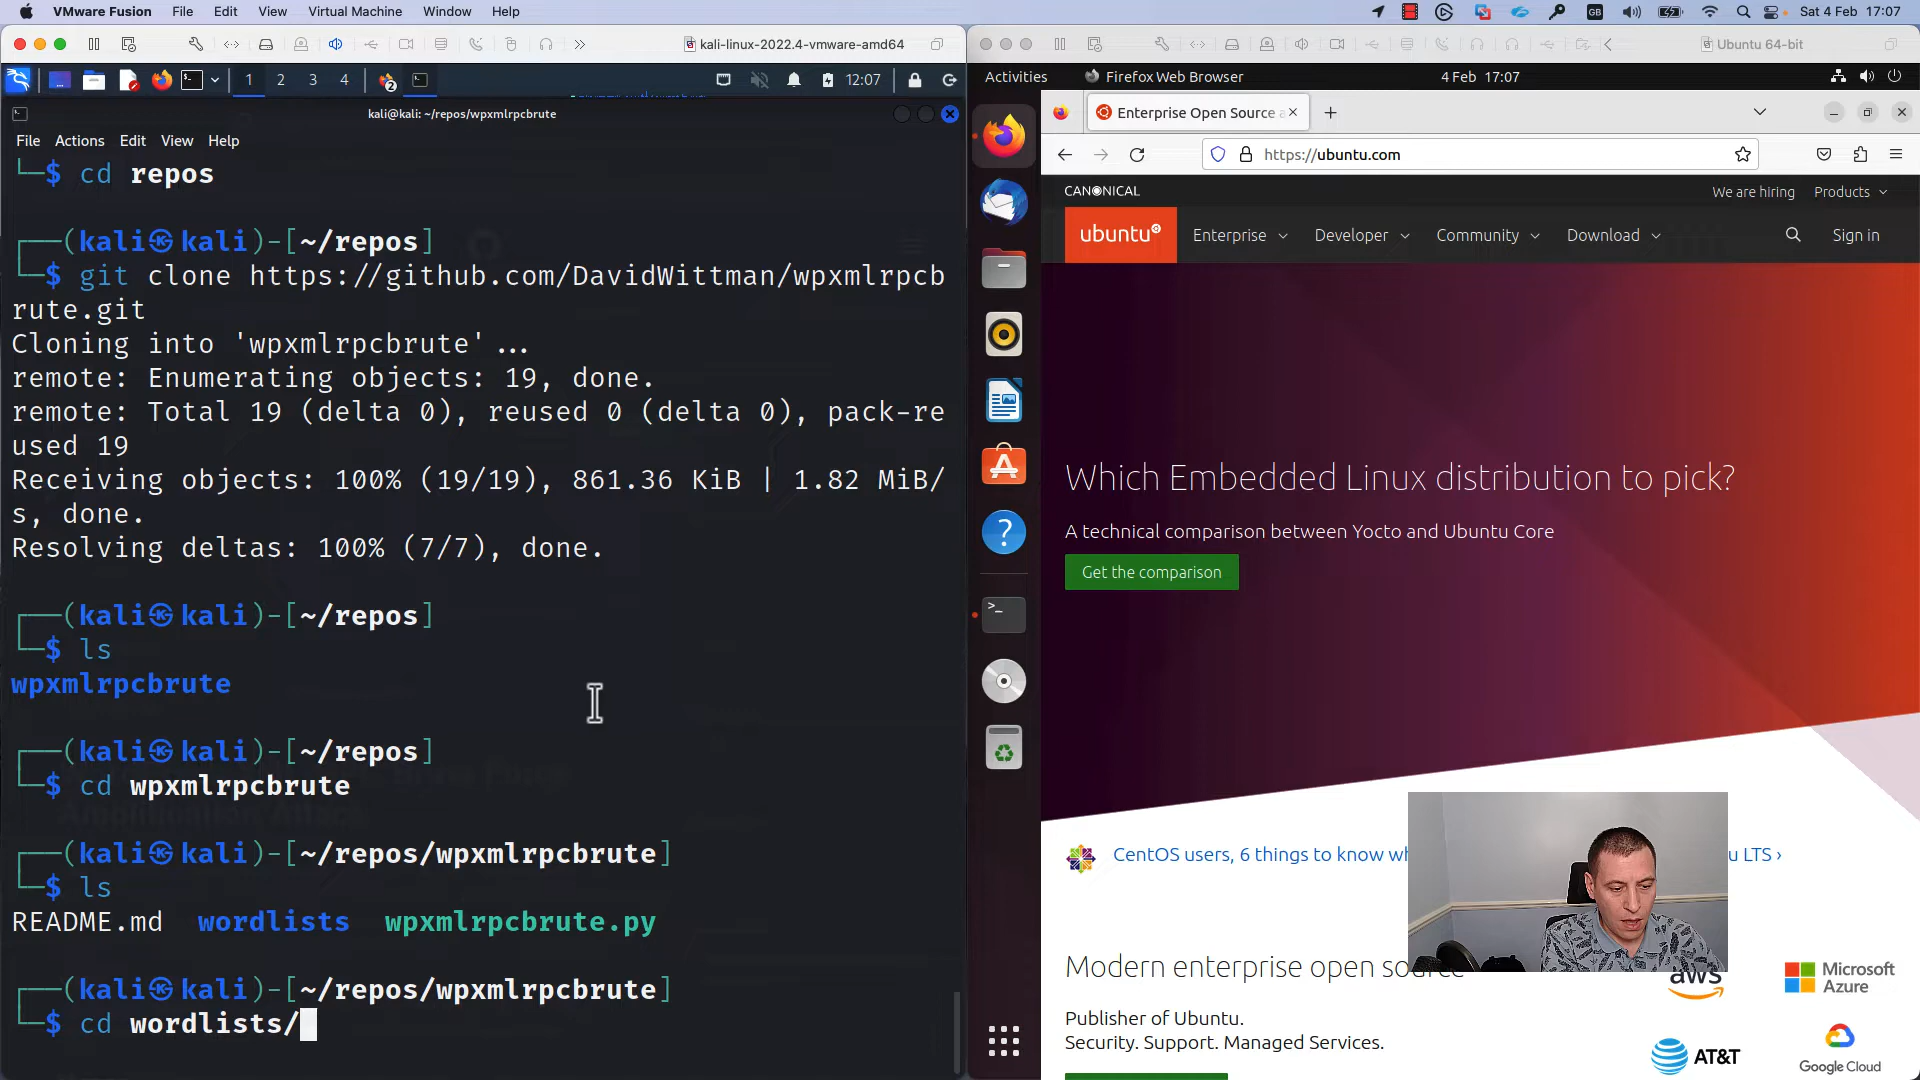 VMware Fusion File Edit View Virtual Machine Window Help GB Sat 4 Feb 17:07
kali-linux-2022.4-vmware-amd64
Ubuntu 64-bit
1 2 3 4 12:07
kali@kali: ~/repos/wpxmlrpcbrute
File Actions Edit View Help
└─$ cd repos
┌──(kali㉿kali)-[~/repos]
└─$ git clone https://github.com/DavidWittman/wpxmlrpcb
rute.git
Cloning into 'wpxmlrpcbrute'...
remote: Enumerating objects: 19, done.
remote: Total 19 (delta 0), reused 0 (delta 0), pack-re
used 19
Receiving objects: 100% (19/19), 861.36 KiB | 1.82 MiB/
s, done.
Resolving deltas: 100% (7/7), done.
┌──(kali㉿kali)-[~/repos]
└─$ ls
wpxmlrpcbrute
┌──(kali㉿kali)-[~/repos]
└─$ cd wpxmlrpcbrute
┌──(kali㉿kali)-[~/repos/wpxmlrpcbrute]
└─$ ls
README.md wordlists wpxmlrpcbrute.py
┌──(kali㉿kali)-[~/repos/wpxmlrpcbrute]
└─$ cd wordlists/
Activities Firefox Web Browser 4 Feb 17:07
Enterprise Open Source a
https://ubuntu.com
CANONICAL We are hiring Products
ubuntu Enterprise Developer Community Download Sign in
Which Embedded Linux distribution to pick?
A technical comparison between Yocto and Ubuntu Core
Get the comparison
CentOS users, 6 things to know wh u LTS ›
Modern enterprise open source
Publisher of Ubuntu.
Security. Support. Managed Services.
aws
Microsoft
Azure
AT&T
Google Cloud